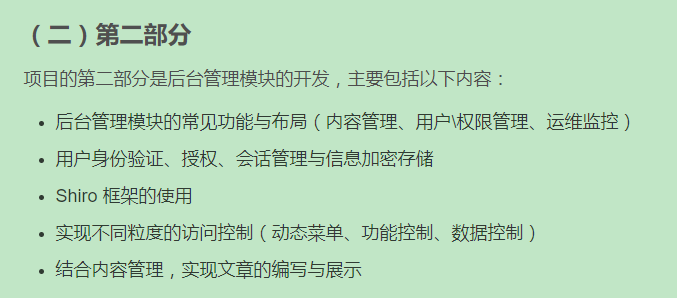 （二）第二部分
项目的第二部分是后台管理模块的开发，主要包括以下内容：
• 后台管理模块的常见功能与布局（内容管理、用户\权限管理、运维监控）
• 用户身份验证、授权、会话管理与信息加密存储
• Shiro 框架的使用
• 实现不同粒度的访问控制（动态菜单、功能控制、数据控制）
• 结合内容管理，实现文章的编写与展示